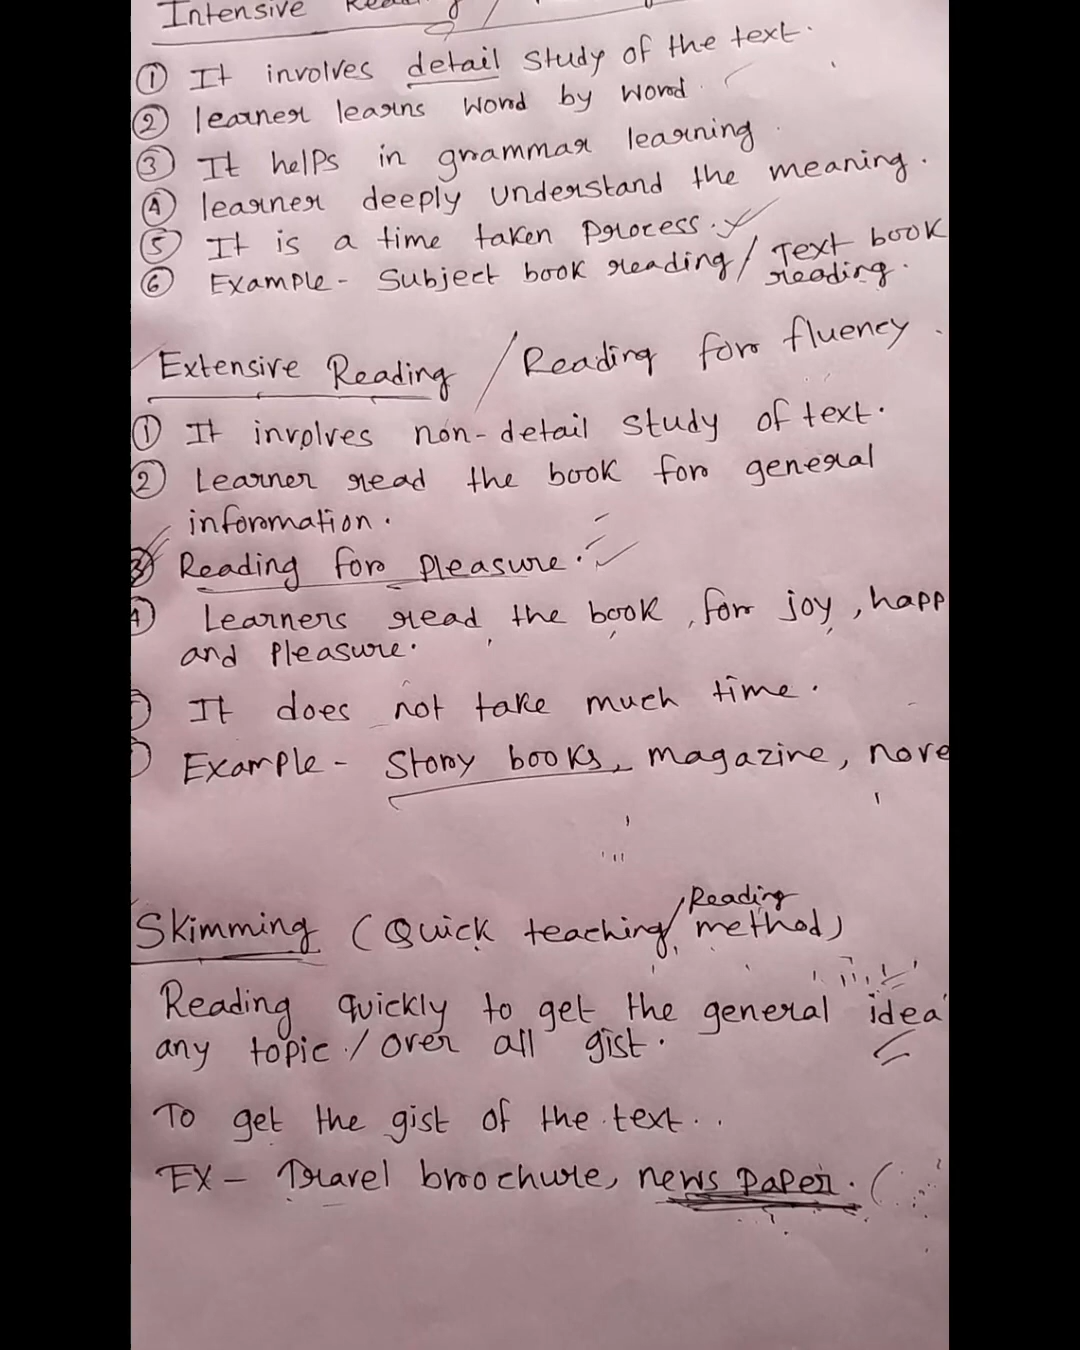 Intensive
① It involves detail study of the text.
② learner learns word by word.
③ It helps in grammar learning.
④ learner deeply understand the meaning.
⑤ It is a time taken process.
⑥ Example - Subject book reading / Text book
reading.
Extensive Reading / Reading for fluency.
① It involves non-detail study of text.
② Learner read the book for general
information.
③ Reading for Pleasure.
④ Learners read the book, for joy, happ
and Pleasure.
It does not take much time.
Example - Story books, magazine, nove
Reading
Skimming (Quick teaching/ method)
Reading quickly to get the general idea
any topic. / Over all gist.
To get the gist of the text..
EX - Travel brochure, news paper. (